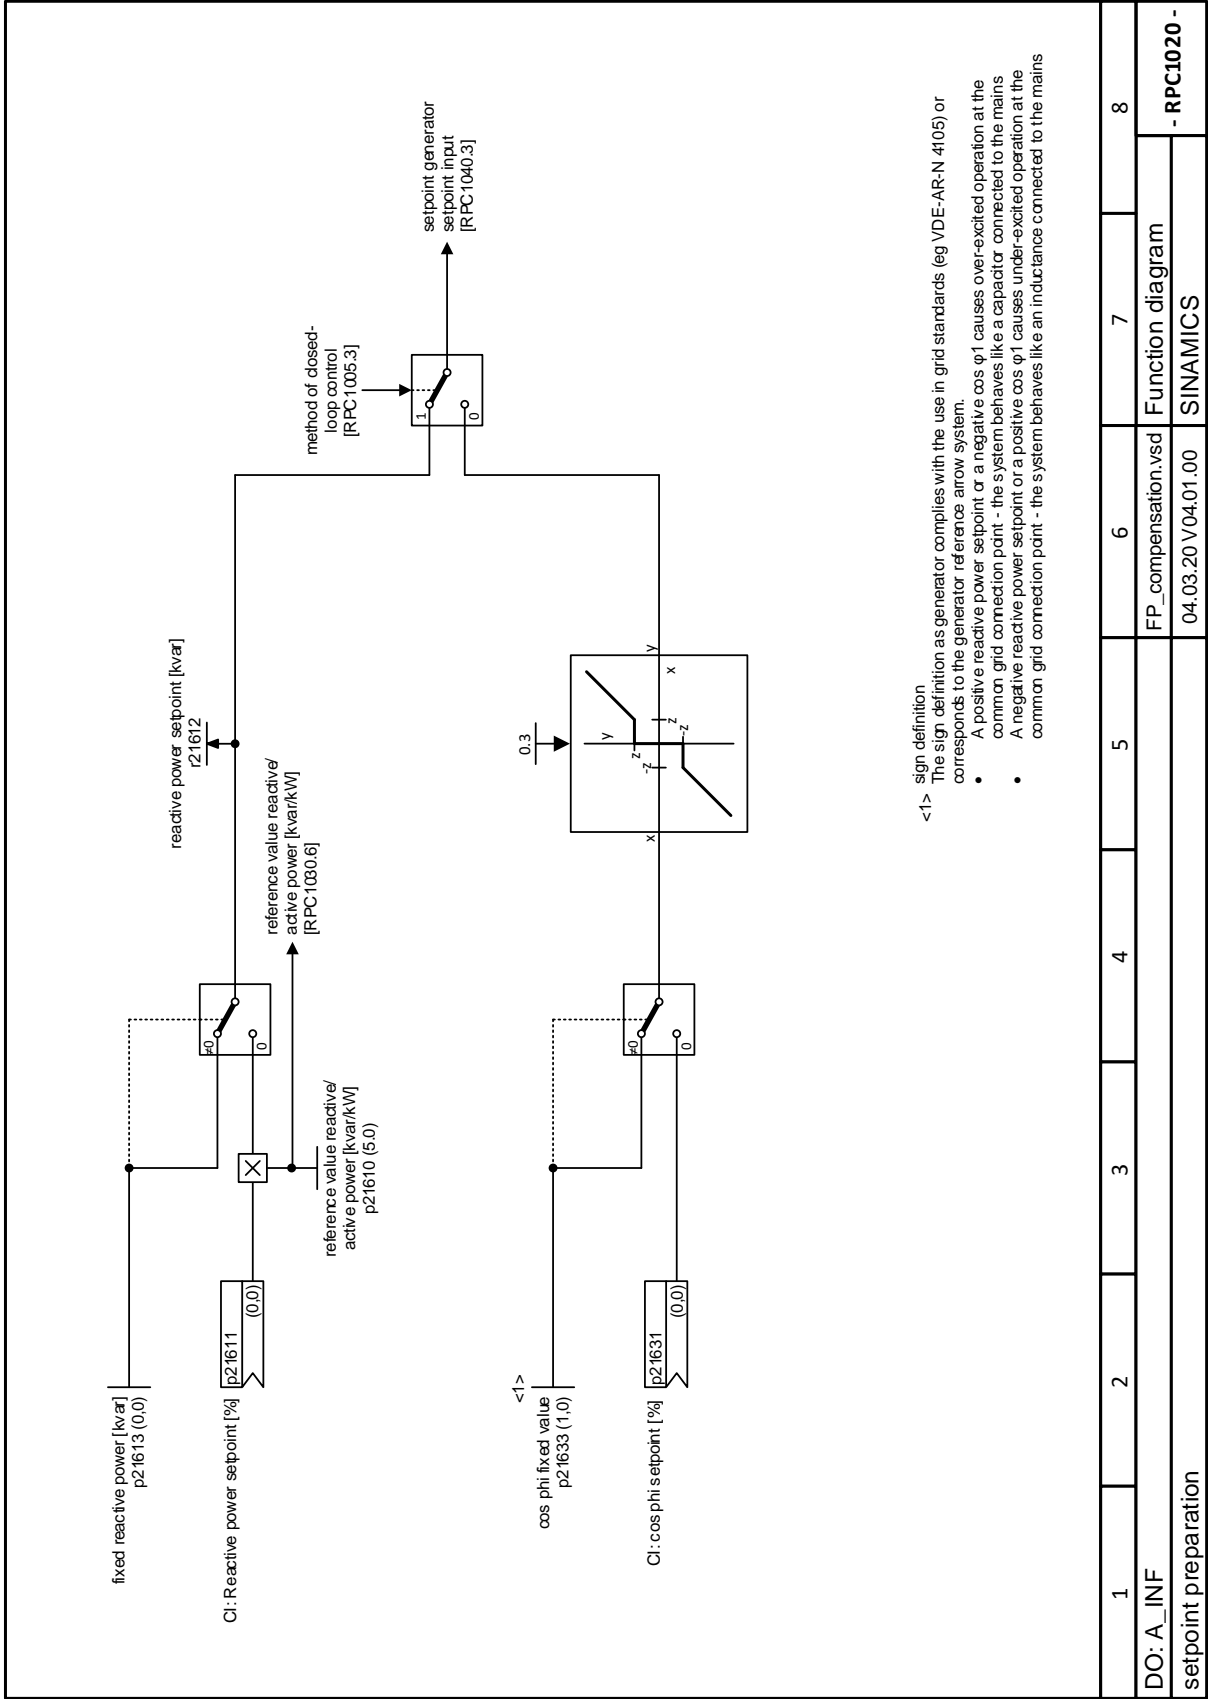 fixed reactive power [kvar]
p21613 (0,0)
CI: Reactive power setpoint [%]
p21611
(0,0)
reference value reactive/
active power [kvar/kW]
p21610 (5.0)
≠0
0
reference value reactive/
active power [kvar/kW]
[RPC1030.6]
reactive power setpoint [kvar]
r21612
method of closed-
loop control
[RPC1005.3]
1
0
setpoint generator
setpoint input
[RPC1040.3]
<1>
cos phi fixed value
p21633 (1,0)
CI: cos phi setpoint [%]
p21631
(0,0)
≠0
0
0.3
x
y
y
x
z
-z
z
-z
<1> sign definition
The sign definition as generator complies with the use in grid standards (eg VDE-AR-N 4105) or
corresponds to the generator reference arrow system.
• A positive reactive power setpoint or a negative cos φ1 causes over-excited operation at the
common grid connection point - the system behaves like a capacitor connected to the mains
• A negative reactive power setpoint or a positive cos φ1 causes under-excited operation at the
common grid connection point - the system behaves like an inductance connected to the mains
1 2 3 4 5 6 7 8
DO: A_INF
FP_compensation.vsd
Function diagram
- RPC1020 -
setpoint preparation
04.03.20 V04.01.00
SINAMICS